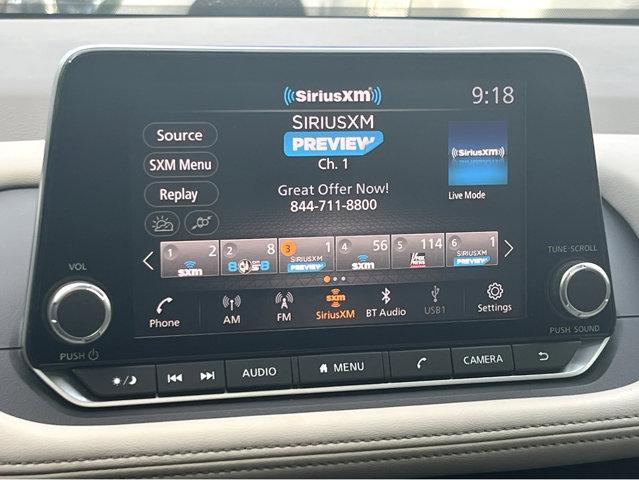 ((SiriusXM)) 9:18
SIRIUSXM
PREVIEW
Ch. 1
Great Offer Now!
844-711-8800
Source
SXM Menu
Replay
((SiriusXM))
Live Mode
1 2 sxm
2 8
3 1 SIRIUSXM PREVIEW
4 56 sxm
5 114
6 1 SIRIUSXM PREVIEW
Phone
AM
FM
sxm
SiriusXM
BT Audio
USB1
Settings
VOL
PUSH
TUNE·SCROLL
PUSH SOUND
AUDIO
MENU
CAMERA